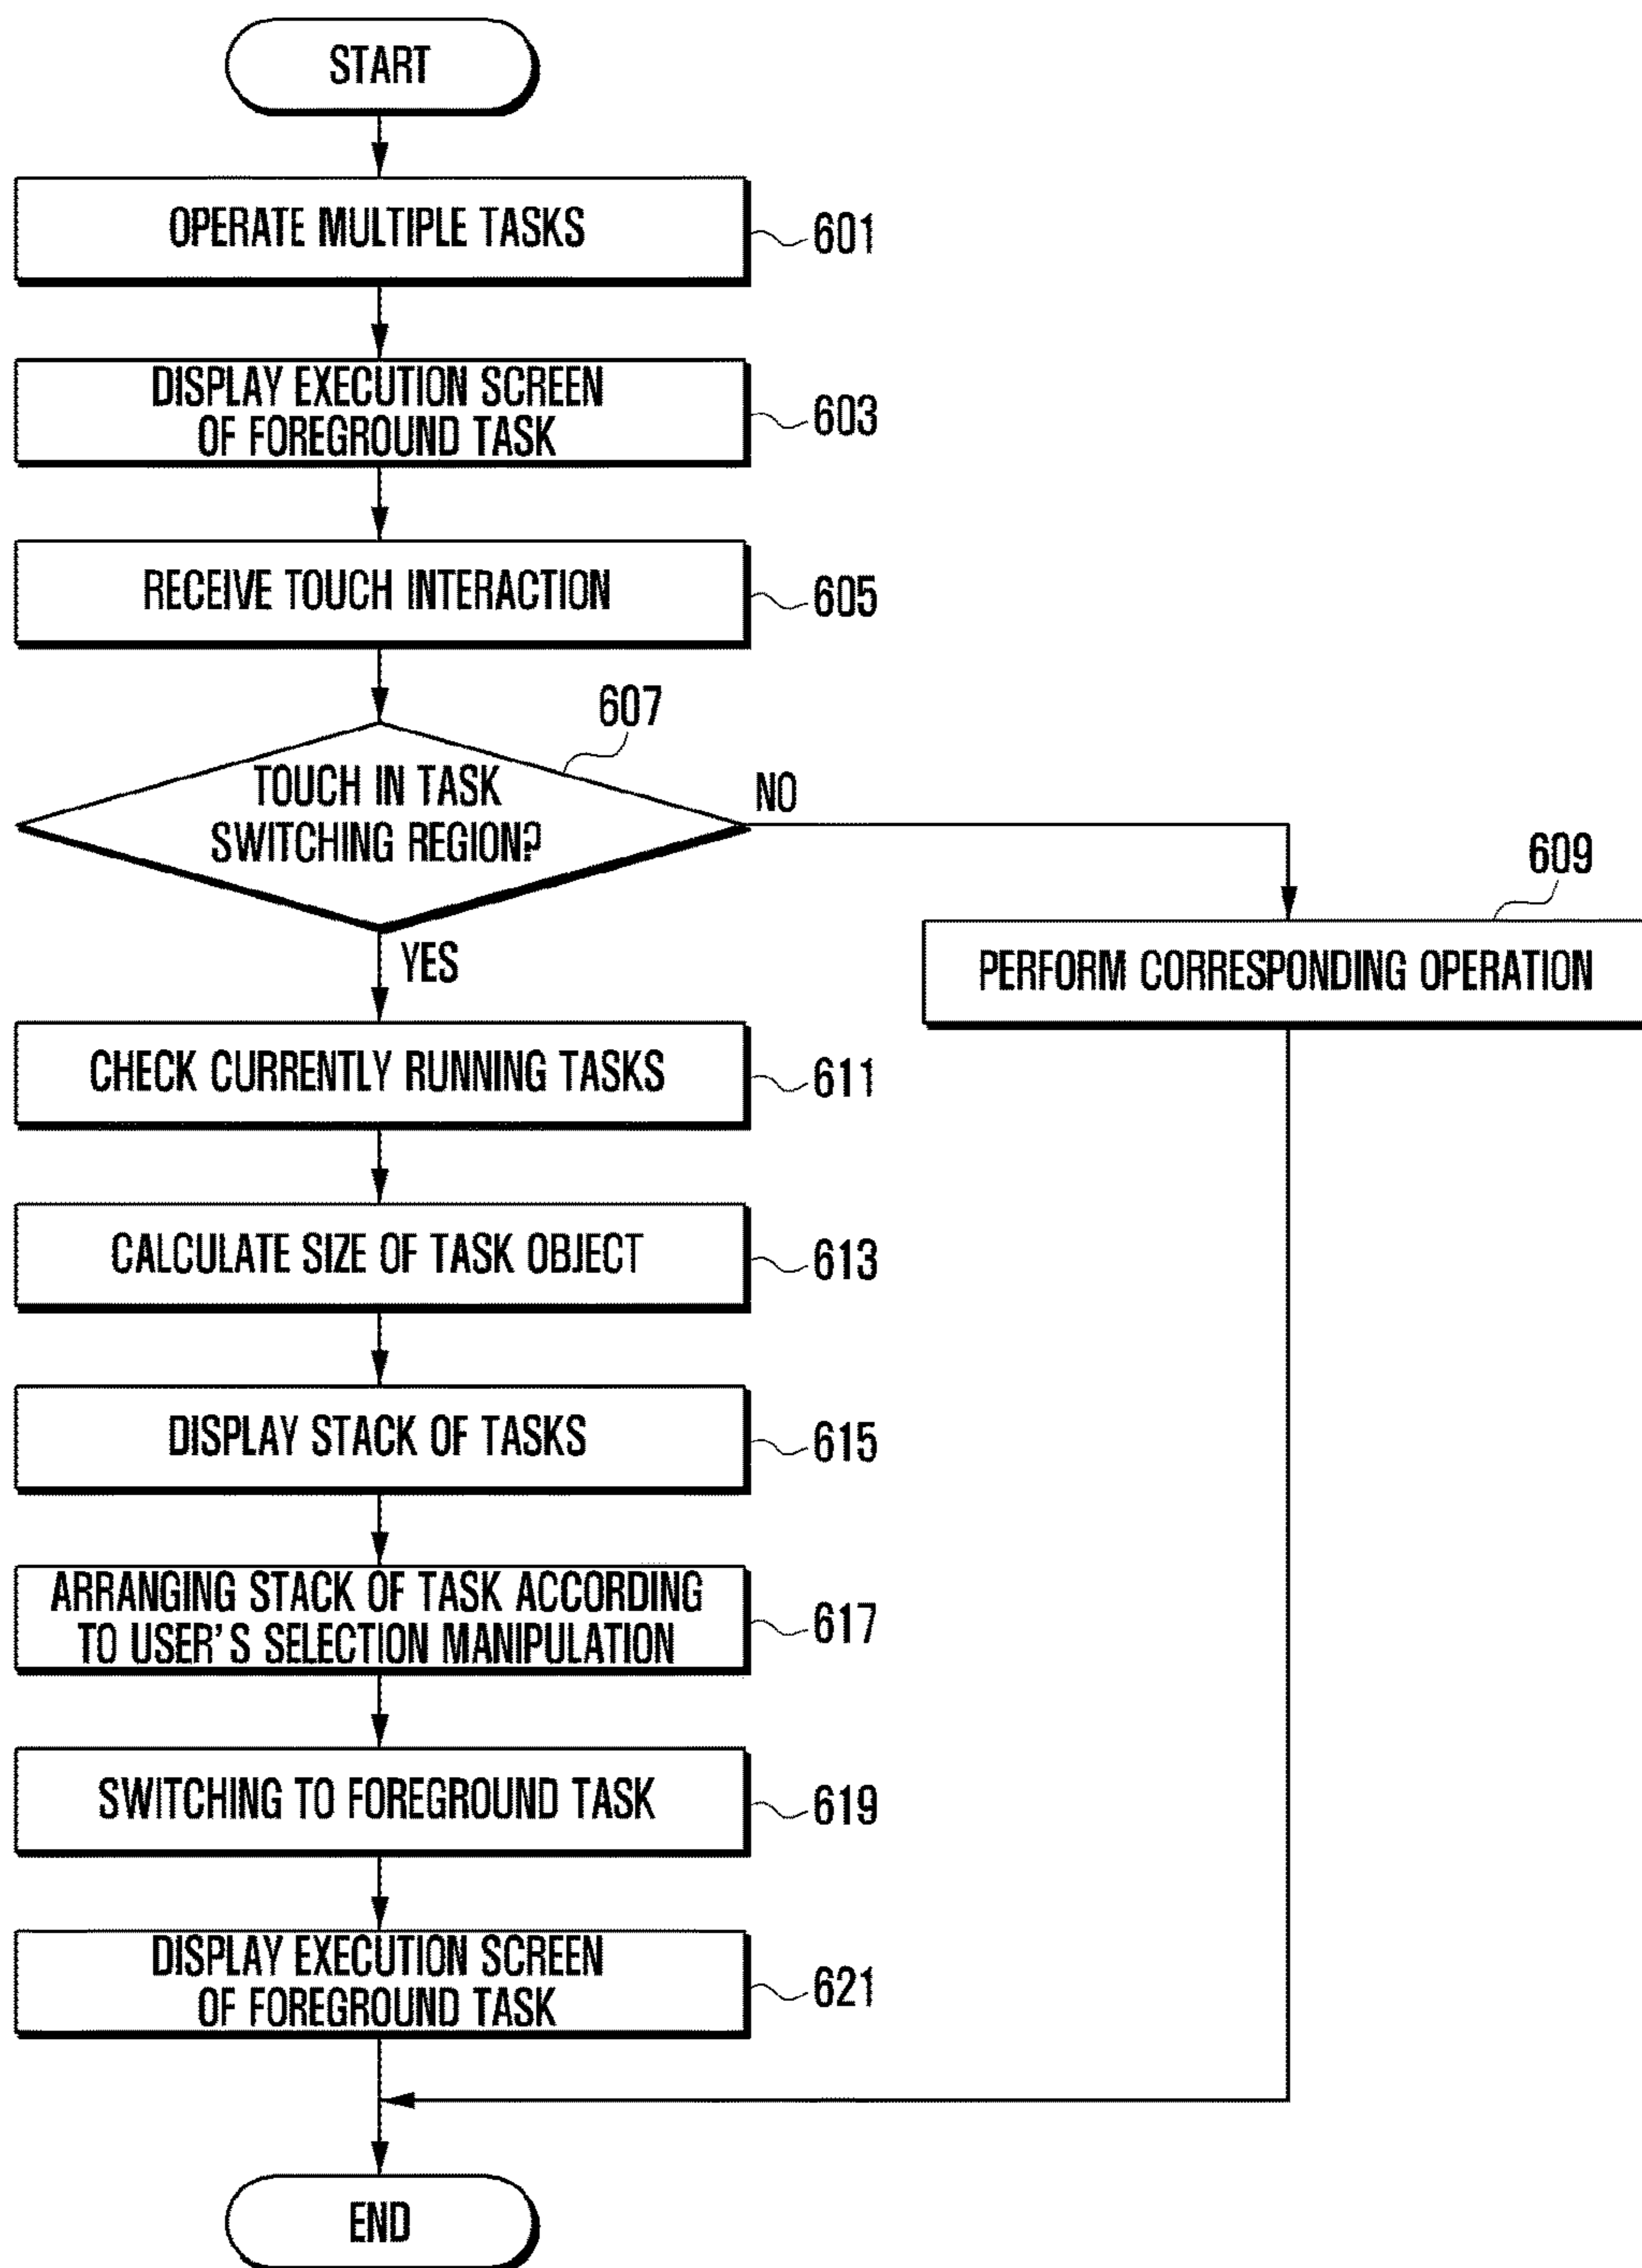 START
OPERATE MULTIPLE TASKS
601
DISPLAY EXECUTION SCREEN
OF FOREGROUND TASK
603
RECEIVE TOUCH INTERACTION
605
607
TOUCH IN TASK
SWITCHING REGION?
NO
YES
609
PERFORM CORRESPONDING OPERATION
CHECK CURRENTLY RUNNING TASKS
611
CALCULATE SIZE OF TASK OBJECT
613
DISPLAY STACK OF TASKS
615
ARRANGING STACK OF TASK ACCORDING
TO USER'S SELECTION MANIPULATION
617
SWITCHING TO FOREGROUND TASK
619
DISPLAY EXECUTION SCREEN
OF FOREGROUND TASK
621
END